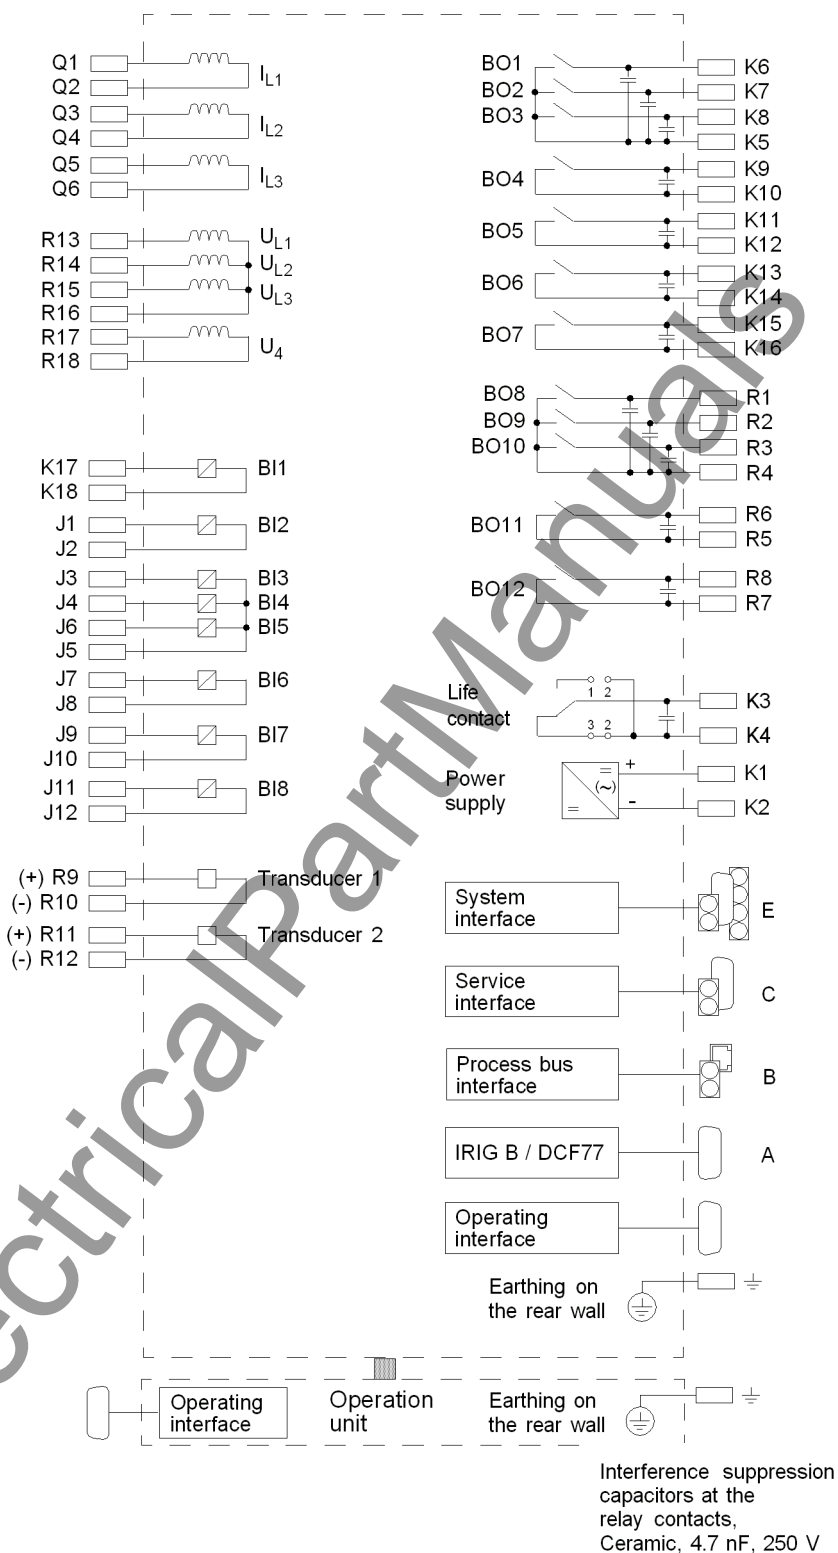 Q1
Q2
I L1
Q3
Q4
I L2
Q5
Q6
I L3
R13
U L1
R14
U L2
R15
U L3
R16
R17
R18
U 4
K17
K18
BI1
J1
J2
BI2
J3
BI3
J4
BI4
J6
BI5
J5
J7
BI6
J8
J9
BI7
J10
J11
BI8
J12
(+) R9
Transducer 1
(-) R10
(+) R11
Transducer 2
(-) R12
BO1
K6
BO2
K7
BO3
K8
K5
BO4
K9
K10
BO5
K11
K12
BO6
K13
K14
BO7
K15
K16
BO8
R1
BO9
R2
BO10
R3
R4
BO11
R6
R5
BO12
R8
R7
Life
contact
1 2
3 2
K3
K4
Power
supply
=
(~)
=
+
-
K1
K2
System
interface
E
Service
interface
C
Process bus
interface
B
IRIG B / DCF77
A
Operating
interface
Earthing on
the rear wall
Operating
interface
Operation
unit
Earthing on
the rear wall
Interference suppression
capacitors at the
relay contacts,
Ceramic, 4.7 nF, 250 V
ectricalPartManuals